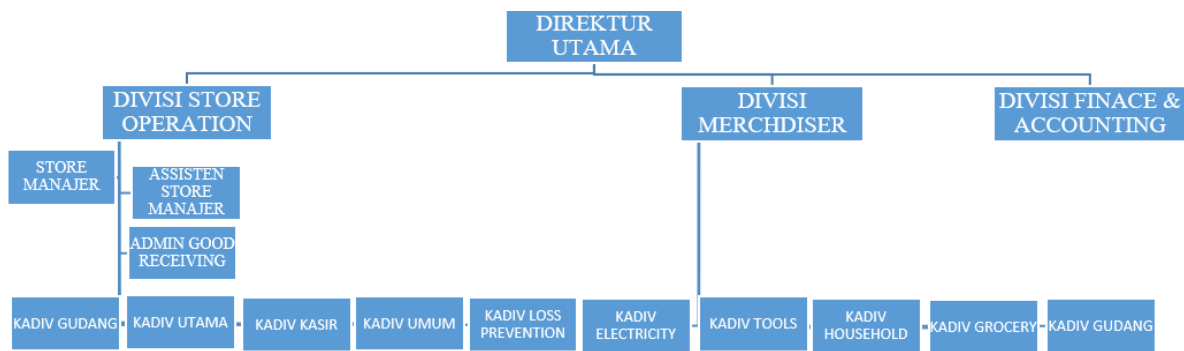 DIREKTUR
UTAMA
DIVISI STORE
OPERATION
DIVISI
MERCHDISER
DIVISI FINACE &
ACCOUNTING
STORE
MANAJER
ASSISTEN
STORE
MANAJER
ADMIN GOOD
RECEIVING
KADIV GUDANG
KADIV UTAMA
KADIV KASIR
KADIV UMUM
KADIV LOSS
PREVENTION
KADIV
ELECTRICITY
KADIV TOOLS
KADIV
HOUSEHOLD
KADIV GROCERY
KADIV GUDANG